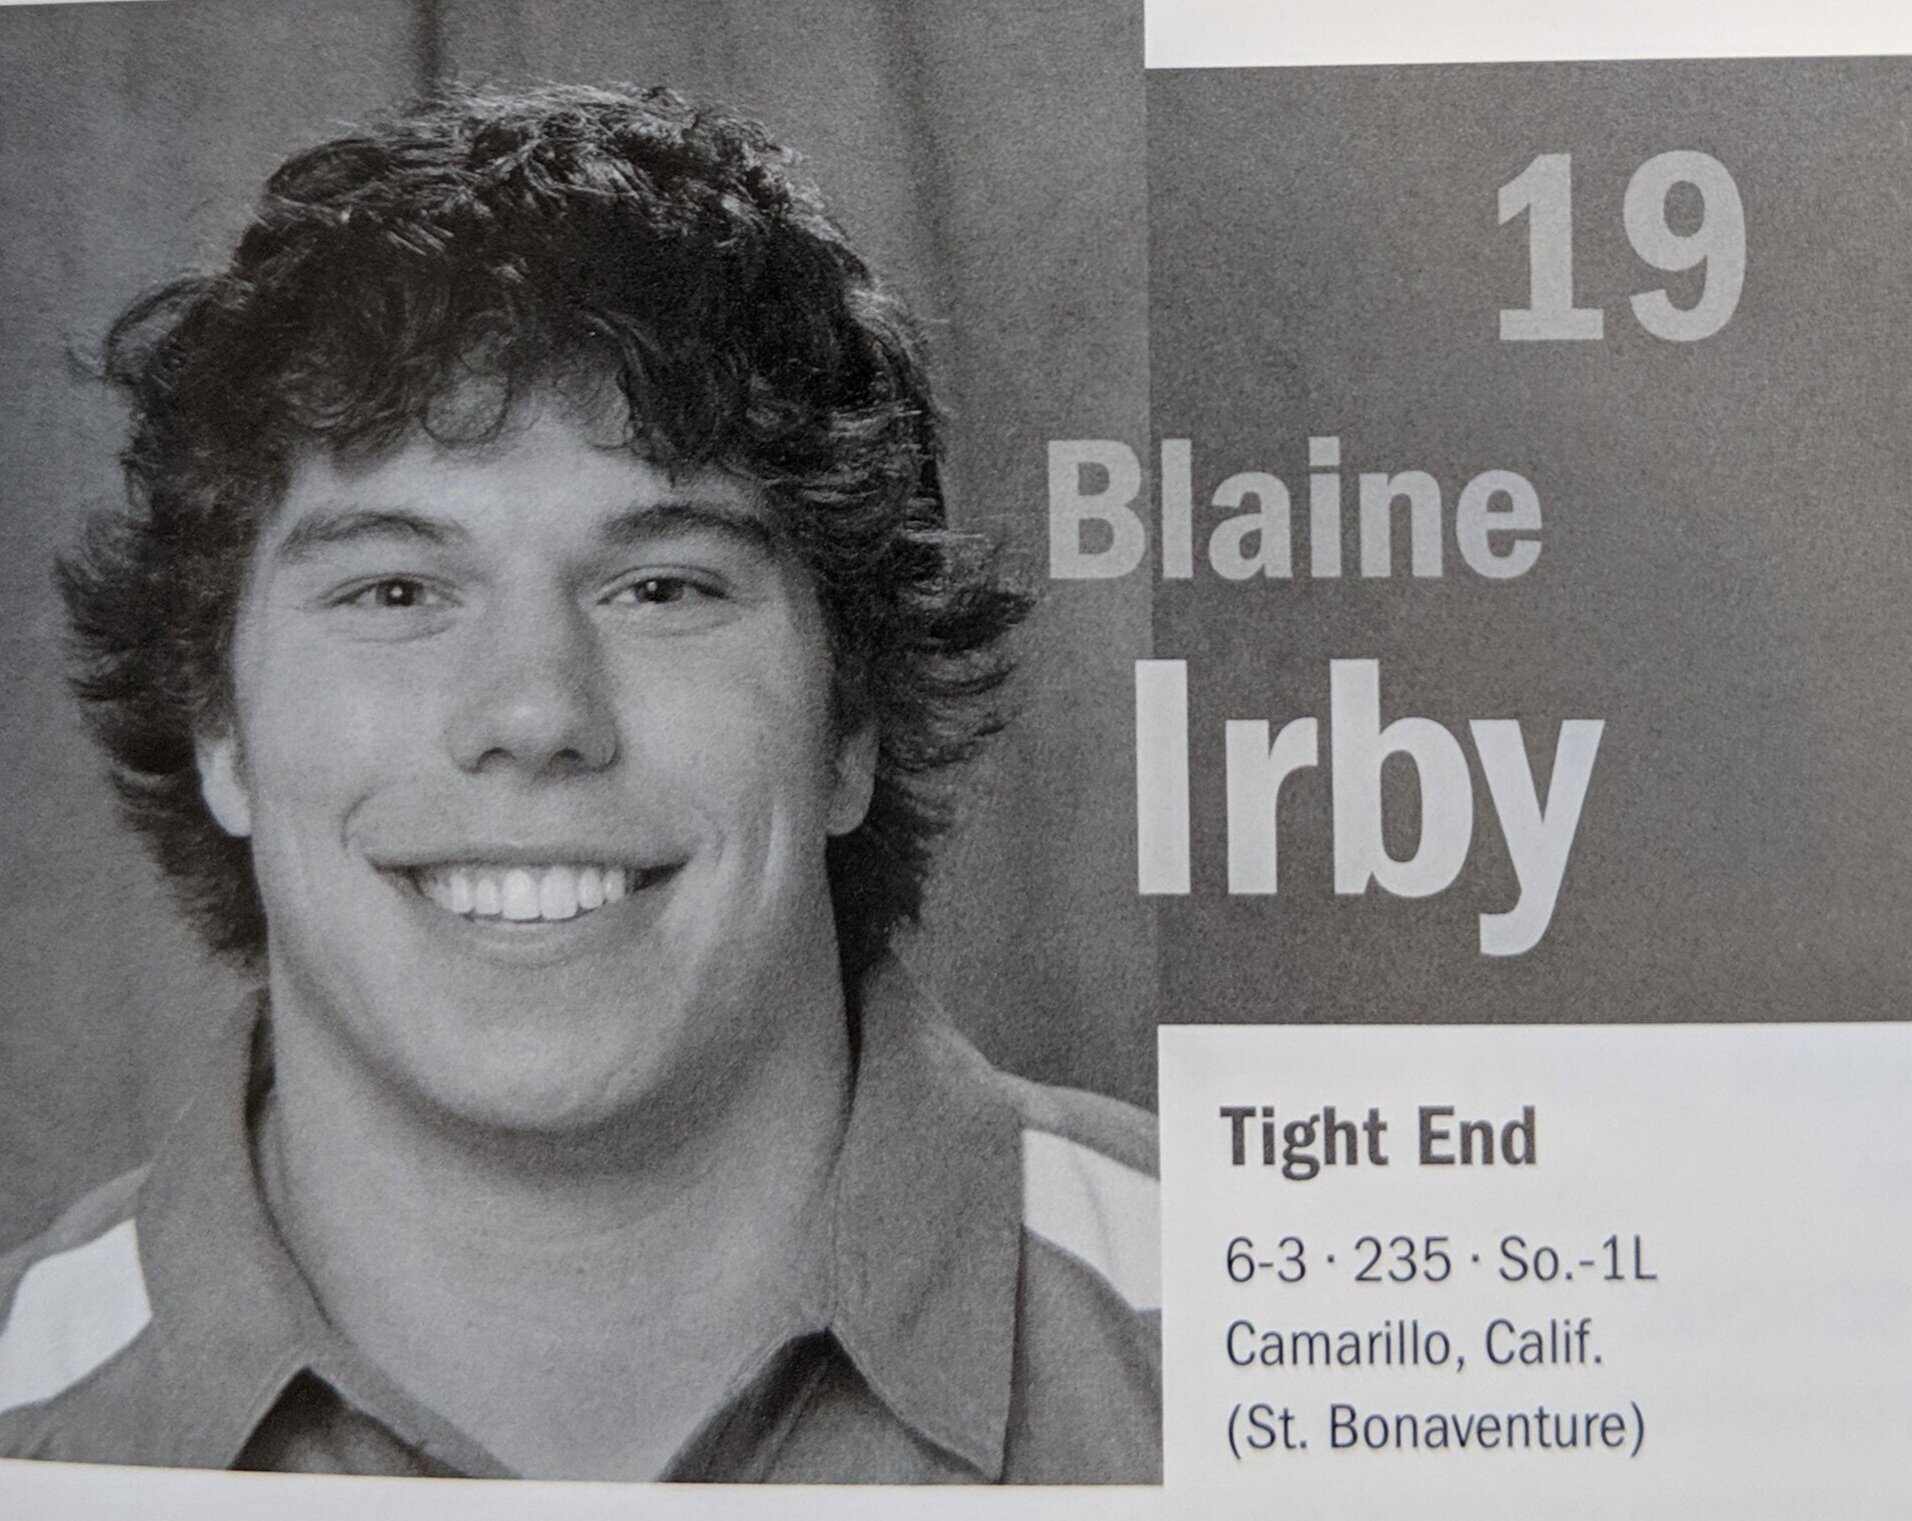 19
Blaine
Irby
Tight End
6-3 · 235 · So.-1L
Camarillo, Calif.
(St. Bonaventure)